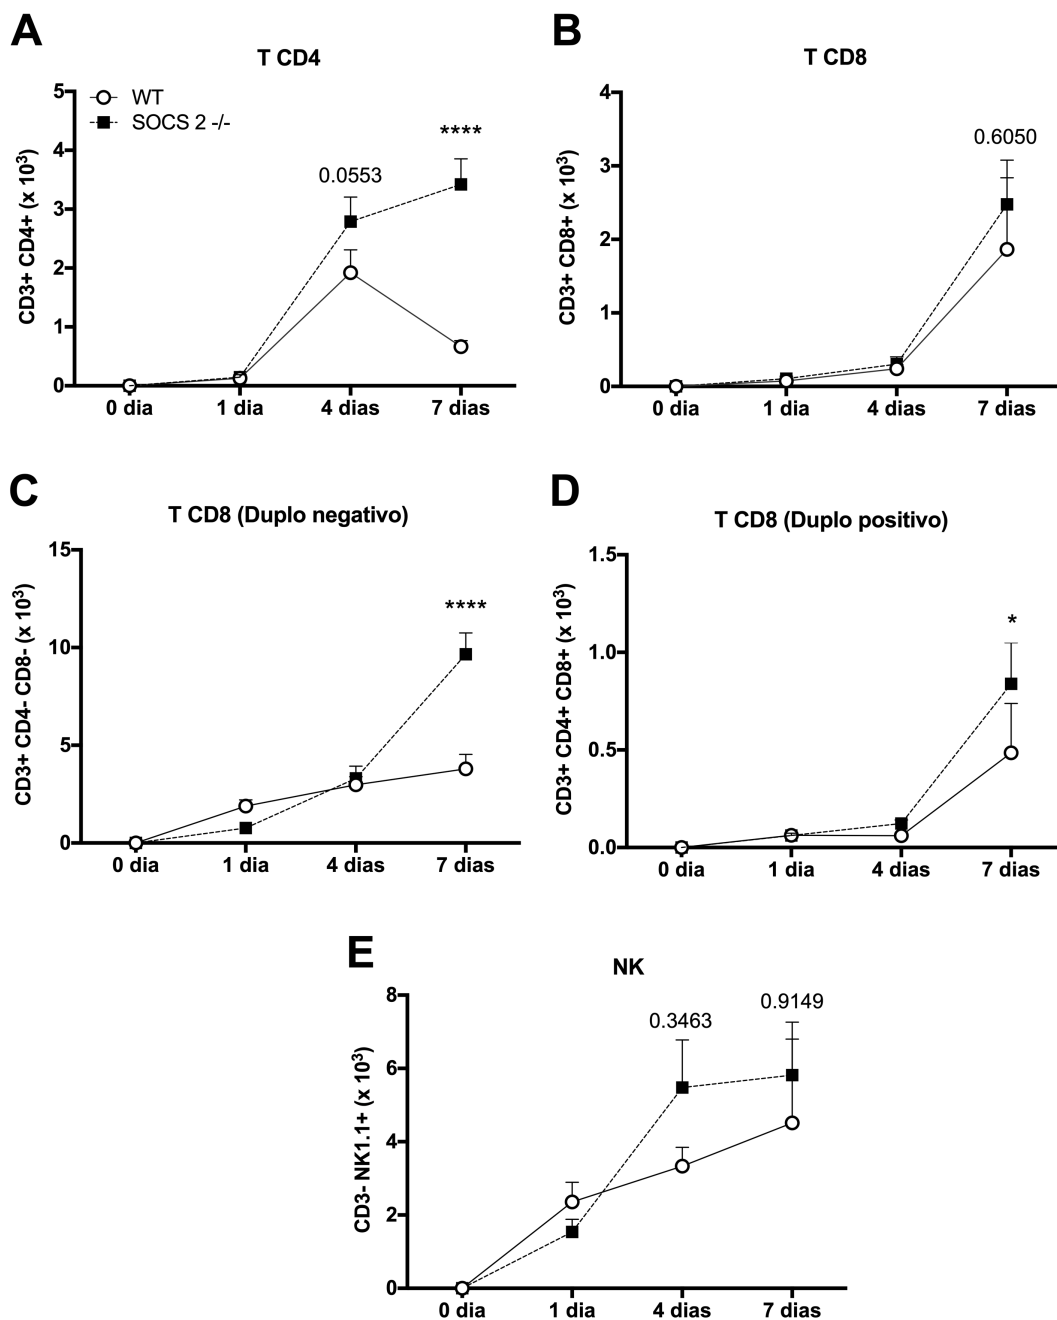 A
T CD4
CD3+ CD4+ (x 10³)
5
4
3
2
1
0
WT
SOCS 2 -/-
0.0553
****
0 dia
1 dia
4 dias
7 dias
B
T CD8
CD3+ CD8+ (x 10³)
4
3
2
1
0
0.6050
0 dia
1 dia
4 dias
7 dias
C
T CD8 (Duplo negativo)
CD3+ CD4- CD8- (x 10³)
15
10
5
0
****
0 dia
1 dia
4 dias
7 dias
D
T CD8 (Duplo positivo)
CD3+ CD4+ CD8+ (x 10³)
1.5
1.0
0.5
0.0
*
0 dia
1 dia
4 dias
7 dias
E
NK
CD3- NK1.1+ (x 10³)
8
6
4
2
0
0.3463
0.9149
0 dia
1 dia
4 dias
7 dias